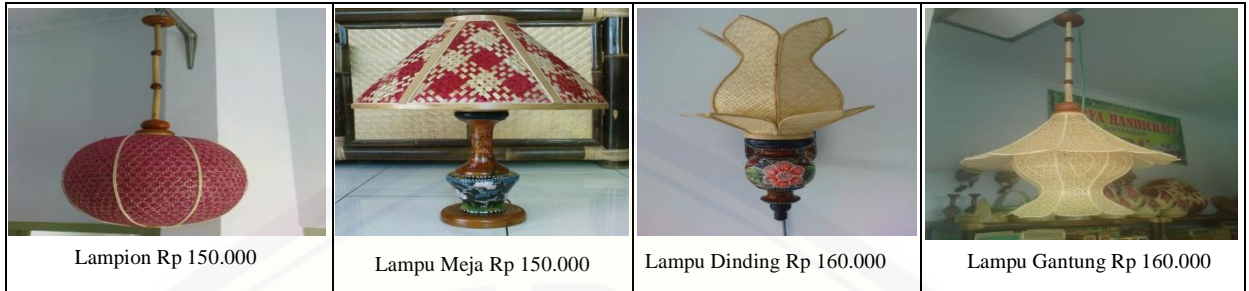 HANDICRAFT
Lampion Rp 150.000
Lampu Meja Rp 150.000
Lampu Dinding Rp 160.000
Lampu Gantung Rp 160.000